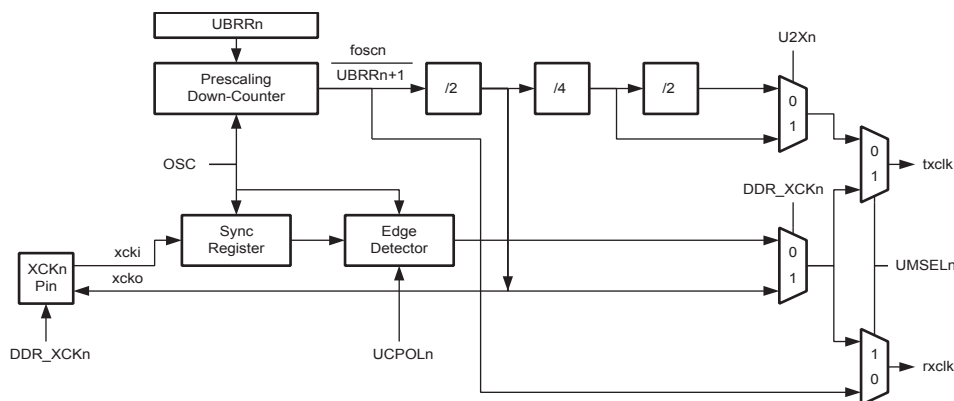 UBRRn
foscn
UBRRn+1
U2Xn
Prescaling
Down-Counter
/2
/4
/2
0
1
OSC
0
1
txclk
DDR_XCKn
Sync
Register
Edge
Detector
0
1
xcki
XCKn
Pin
xcko
UMSELn
DDR_XCKn
UCPOLn
1
0
rxclk